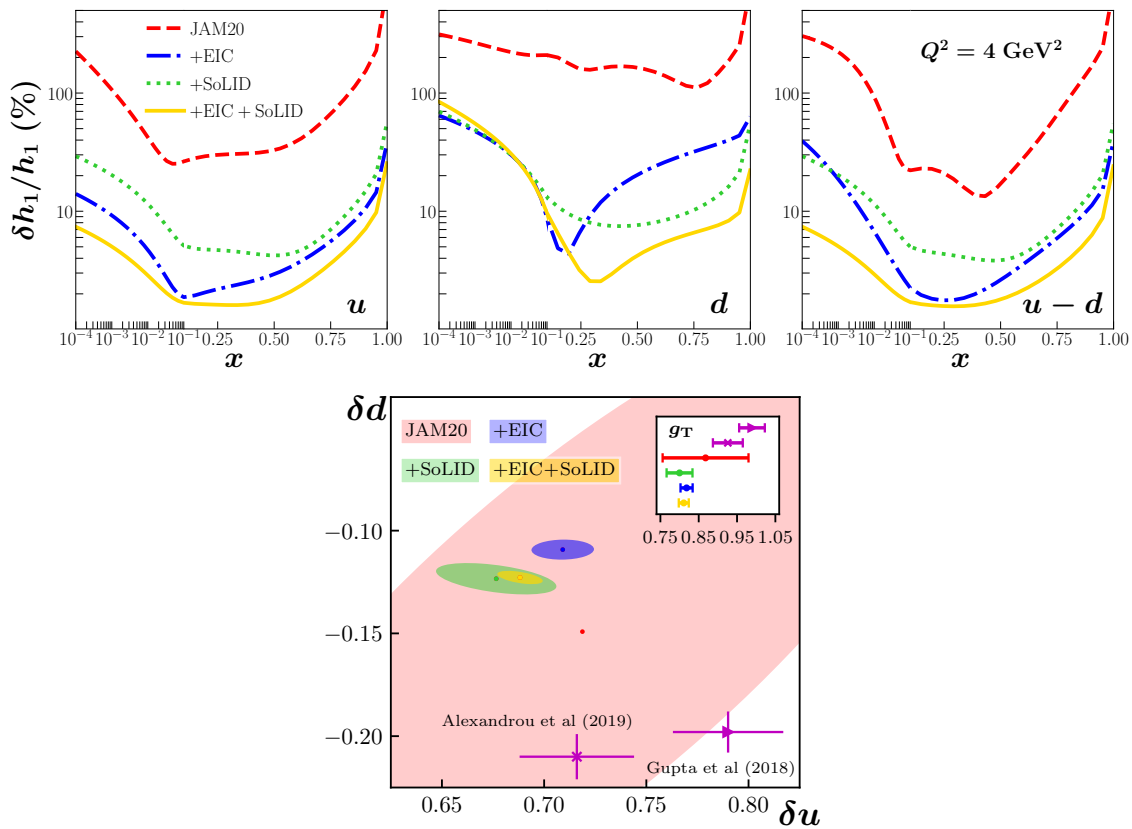 δh₁/h₁ (%)
100
10
JAM20
+EIC
+SoLID
+EIC + SoLID
u
10⁻⁴ 10⁻³ 10⁻² 10⁻¹ 0.25 0.50 0.75 1.00
x
100
10
d
10⁻⁴ 10⁻³ 10⁻² 10⁻¹ 0.25 0.50 0.75 1.00
x
Q² = 4 GeV²
100
10
u − d
10⁻⁴ 10⁻³ 10⁻² 10⁻¹ 0.25 0.50 0.75 1.00
x
δd
JAM20 +EIC
+SoLID +EIC+SoLID
g_T
0.75 0.85 0.95 1.05
−0.10
−0.15
−0.20
Alexandrou et al (2019)
Gupta et al (2018)
0.65 0.70 0.75 0.80
δu